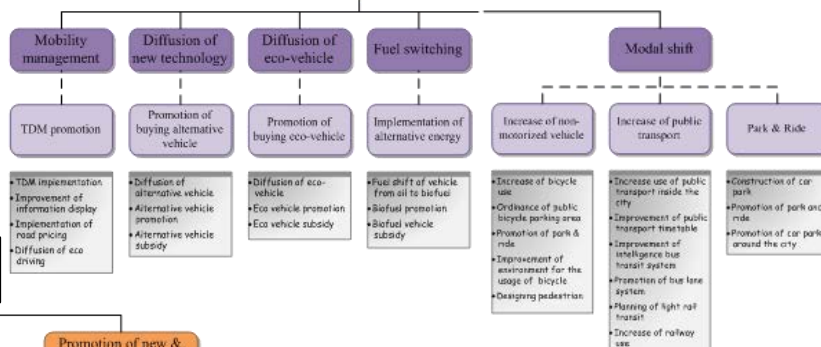 Mobility
management
Diffusion of
new technology
Diffusion of
eco-vehicle
Fuel switching
Modal shift
TDM promotion
Promotion of
buying alternative
vehicle
Promotion of
buying eco-vehicle
Implementation of
alternative energy
Increase of non-
motorized vehicle
Increase of public
transport
Park & Ride
•TDM implementation
•Improvement of
information display
•Implementation of
road pricing
•Diffusion of eco
driving
•Diffusion of
alternative vehicle
•Alternative vehicle
promotion
•Alternative vehicle
subsidy
•Diffusion of eco-
vehicle
•Eco vehicle promotion
•Eco vehicle subsidy
•Fuel shift of vehicle
from oil to biofuel
•Biofuel promotion
•Biofuel vehicle
subsidy
•Increase of bicycle
use
•Ordinance of public
bicycle parking area
•Promotion of park &
ride
•Improvement of
environment for the
usage of bicycle
•Designing pedestrian
•Increase use of public
transport inside the
city
•Improvement of public
transport timetable
•Improvement of
intelligence bus
transit system
•Promotion of bus lane
system
•Planning of light rail
transit
•Increase of railway
use
•Construction of car
park
•Promotion of park and
ride
•Promotion of car park
around the city
Promotion of new &